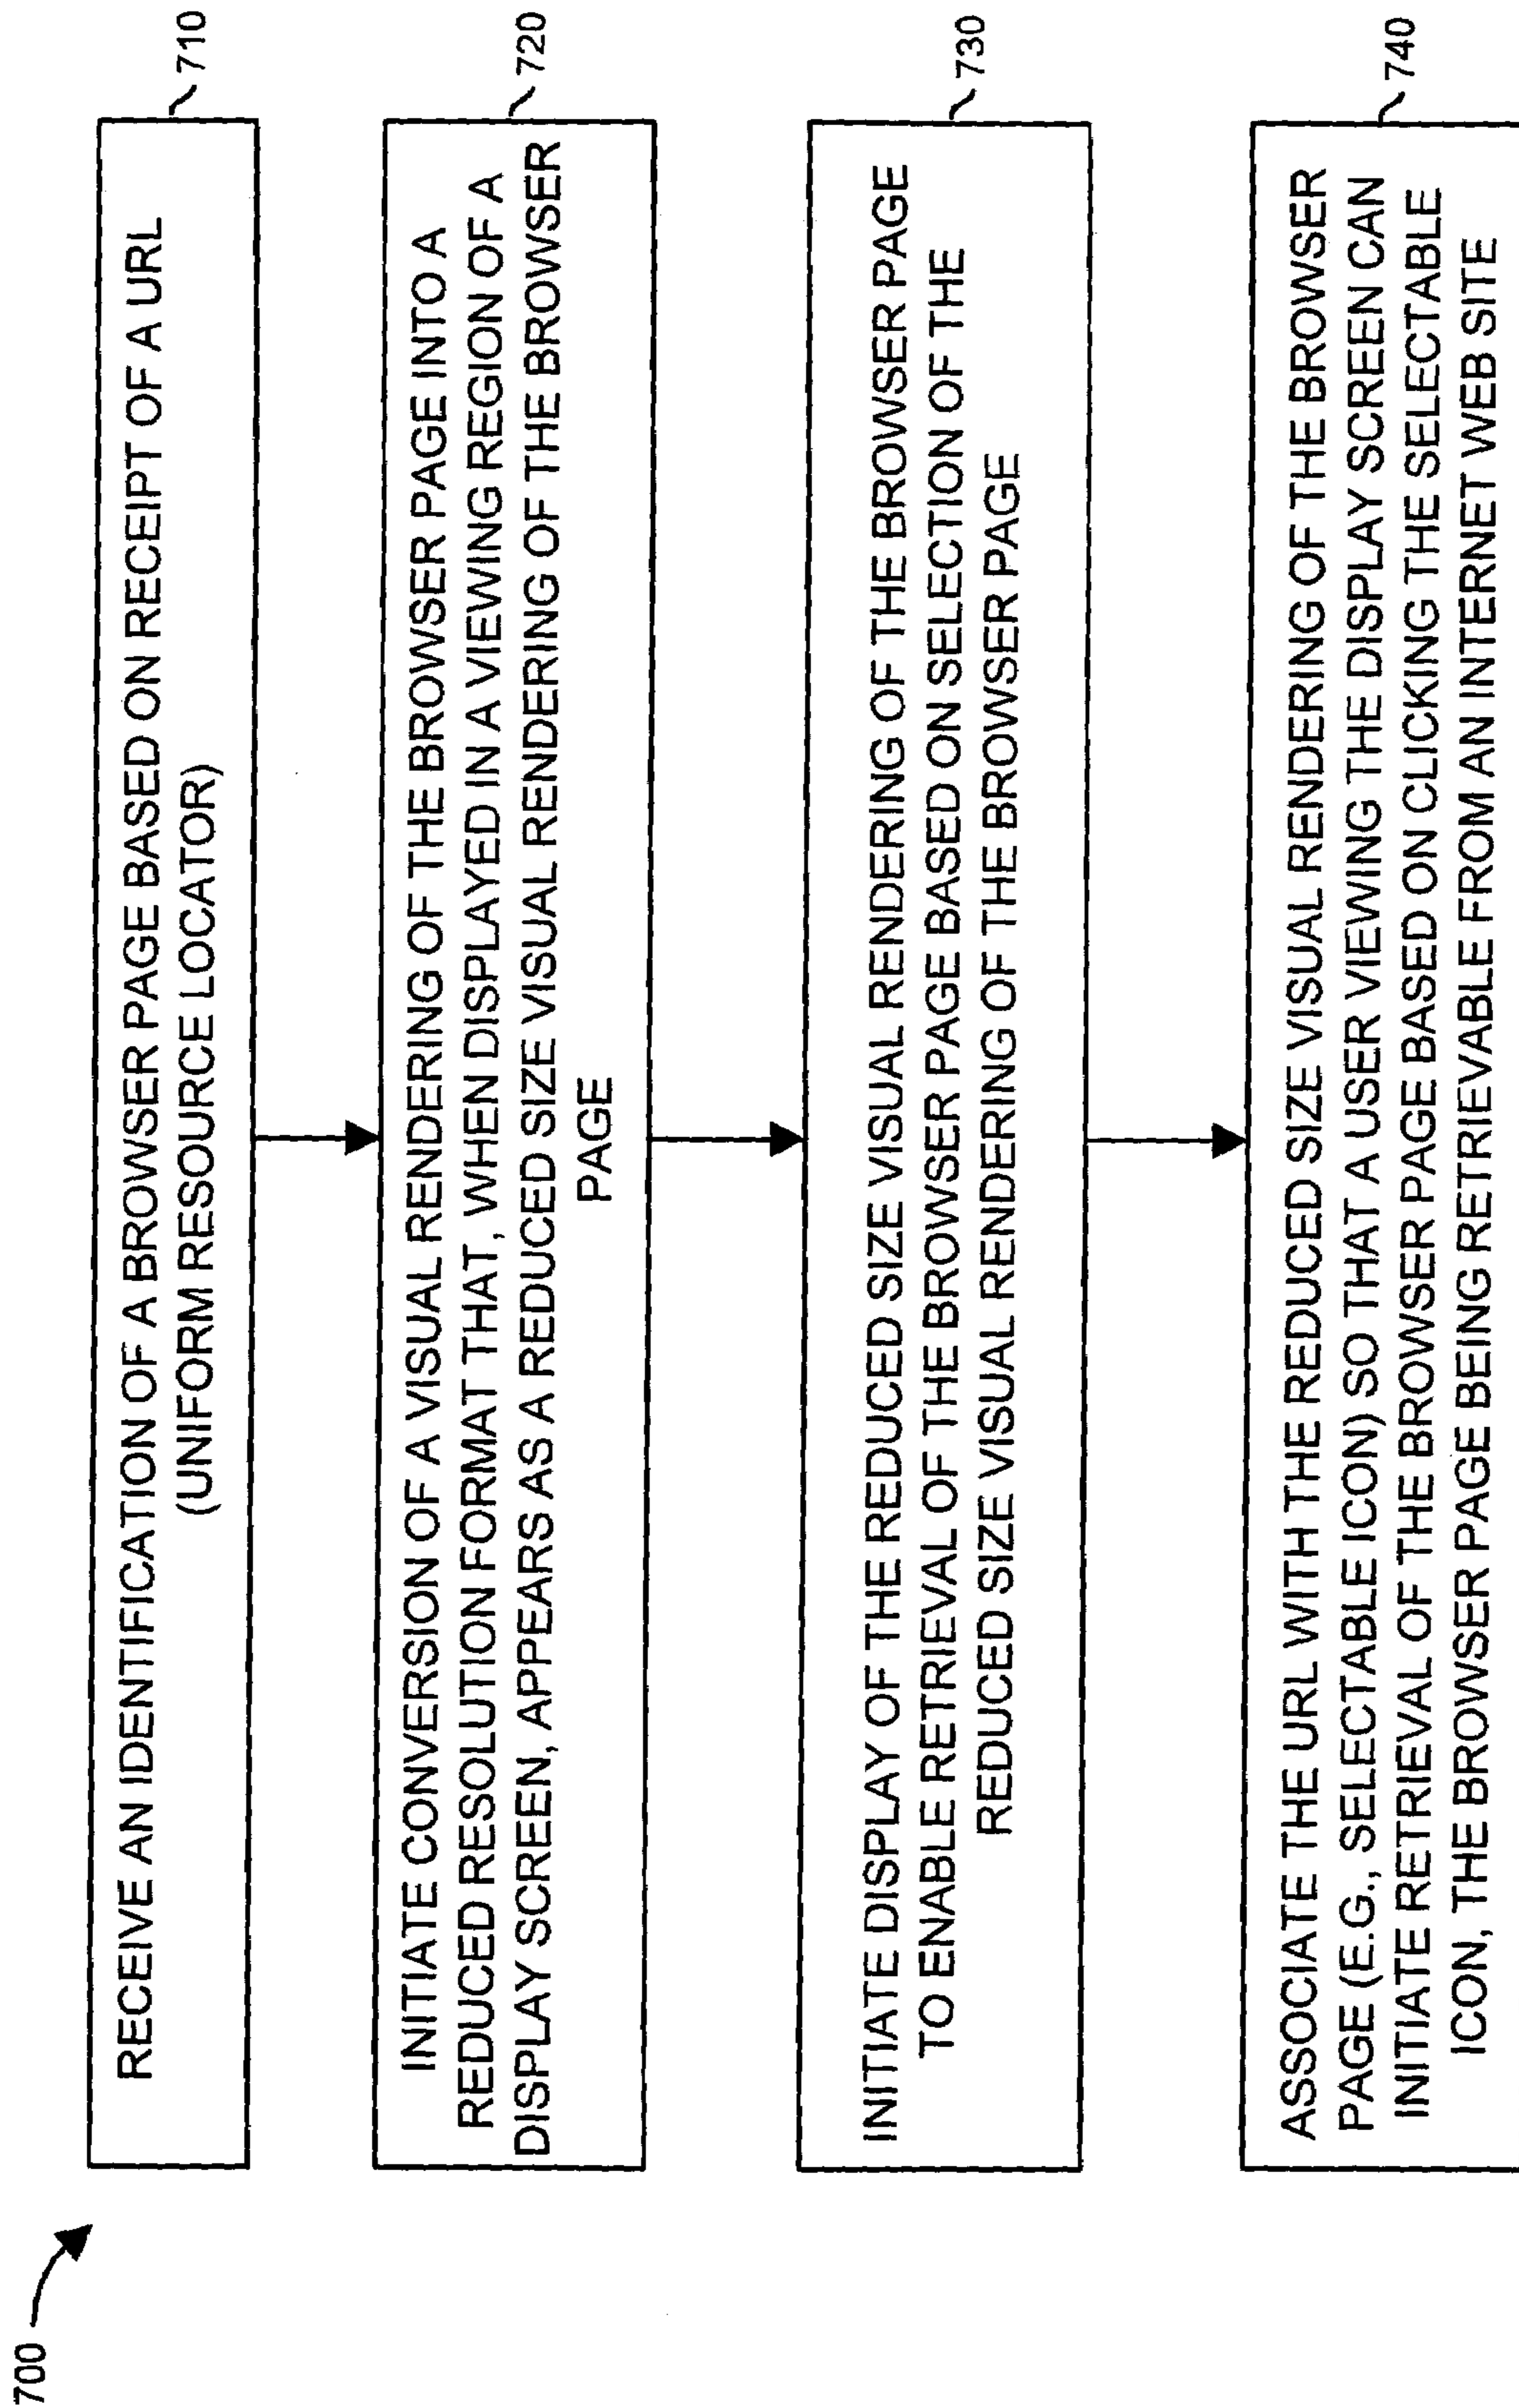 700
RECEIVE AN IDENTIFICATION OF A BROWSER PAGE BASED ON RECEIPT OF A URL
(UNIFORM RESOURCE LOCATOR)
710
INITIATE CONVERSION OF A VISUAL RENDERING OF THE BROWSER PAGE INTO A
REDUCED RESOLUTION FORMAT THAT, WHEN DISPLAYED IN A VIEWING REGION OF A
DISPLAY SCREEN, APPEARS AS A REDUCED SIZE VISUAL RENDERING OF THE BROWSER
PAGE
720
INITIATE DISPLAY OF THE REDUCED SIZE VISUAL RENDERING OF THE BROWSER PAGE
TO ENABLE RETRIEVAL OF THE BROWSER PAGE BASED ON SELECTION OF THE
REDUCED SIZE VISUAL RENDERING OF THE BROWSER PAGE
730
ASSOCIATE THE URL WITH THE REDUCED SIZE VISUAL RENDERING OF THE BROWSER
PAGE (E.G., SELECTABLE ICON) SO THAT A USER VIEWING THE DISPLAY SCREEN CAN
INITIATE RETRIEVAL OF THE BROWSER PAGE BASED ON CLICKING THE SELECTABLE
ICON, THE BROWSER PAGE BEING RETRIEVABLE FROM AN INTERNET WEB SITE
740